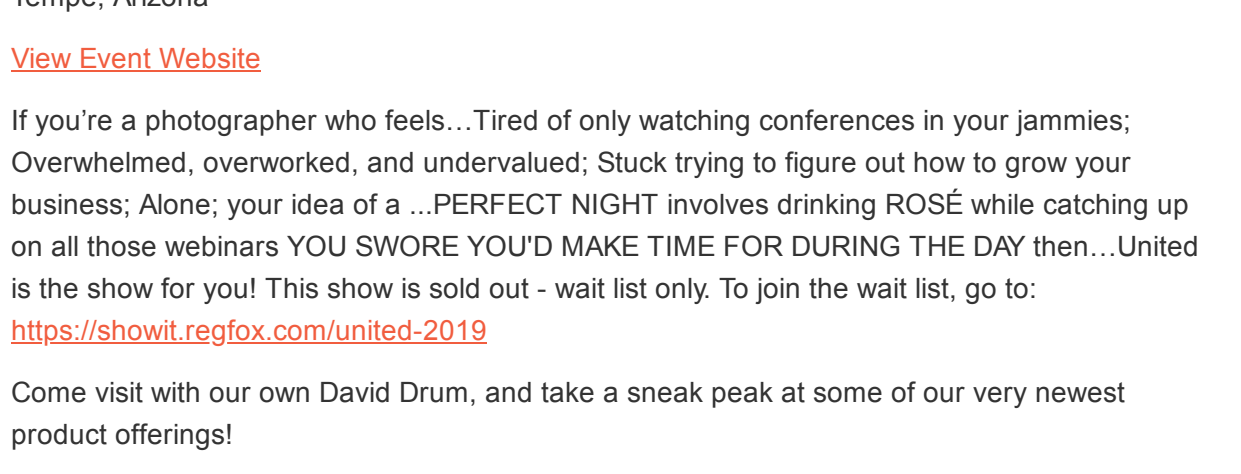 Tempe, Arizona
View Event Website
If you’re a photographer who feels…Tired of only watching conferences in your jammies;
Overwhelmed, overworked, and undervalued; Stuck trying to figure out how to grow your
business; Alone; your idea of a ...PERFECT NIGHT involves drinking ROSÉ while catching up
on all those webinars YOU SWORE YOU'D MAKE TIME FOR DURING THE DAY then…United
is the show for you! This show is sold out - wait list only. To join the wait list, go to:
https://showit.regfox.com/united-2019
Come visit with our own David Drum, and take a sneak peak at some of our very newest
product offerings!